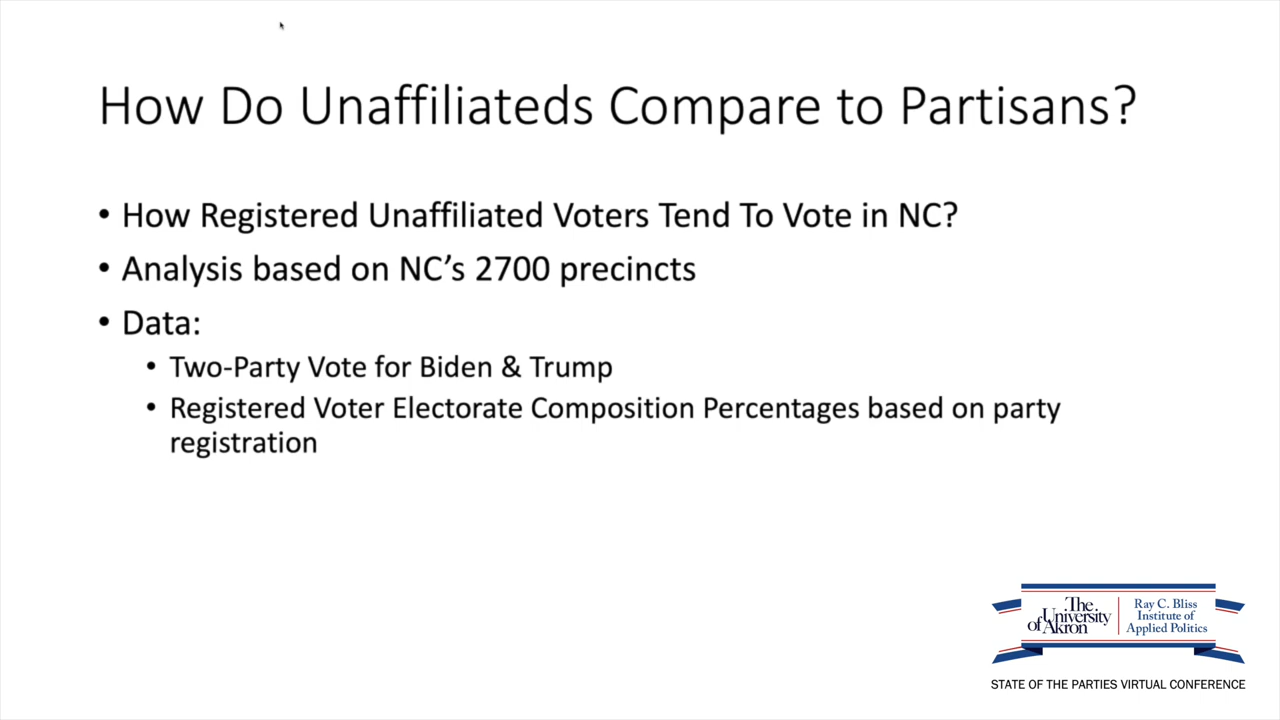 How Do Unaffiliateds Compare to Partisans?
• How Registered Unaffiliated Voters Tend To Vote in NC?
• Analysis based on NC’s 2700 precincts
• Data:
• Two-Party Vote for Biden & Trump
• Registered Voter Electorate Composition Percentages based on party
registration
The
University
of Akron
Ray C. Bliss
Institute of
Applied Politics
STATE OF THE PARTIES VIRTUAL CONFERENCE